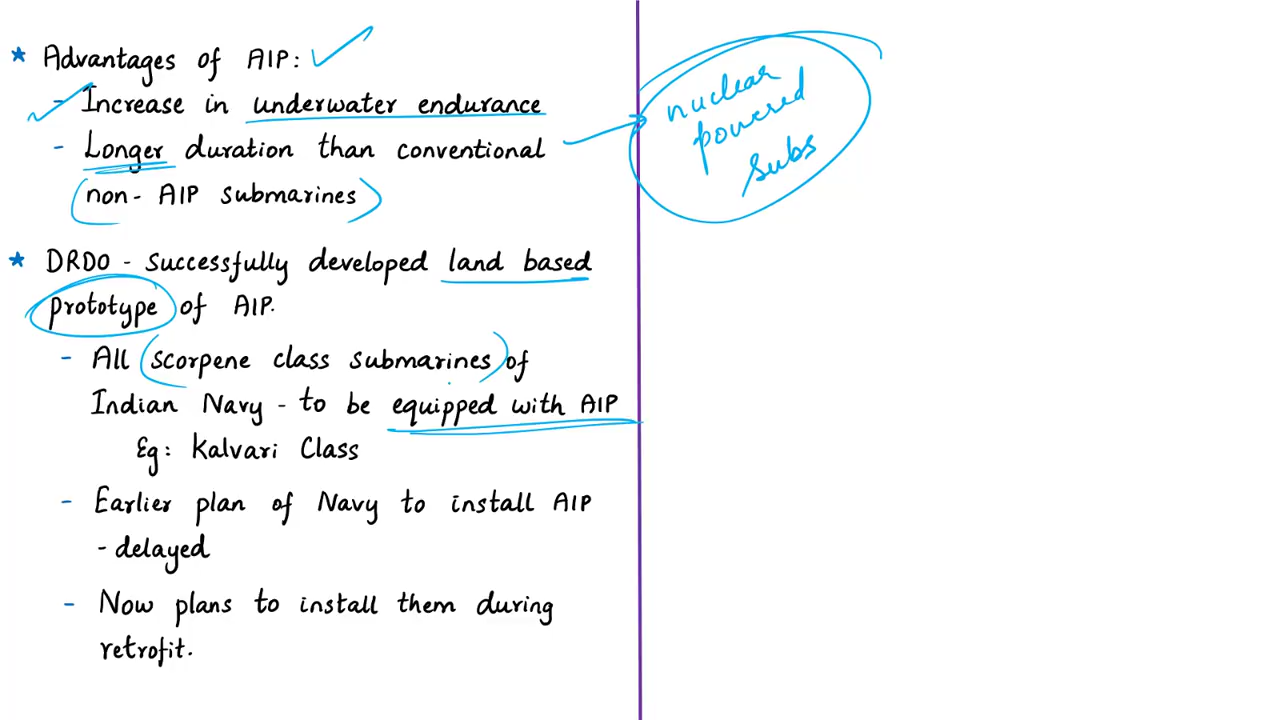 * Advantages of AIP:
- Increase in underwater endurance
- Longer duration than conventional
non- AIP submarines
* DRDO - successfully developed land based
prototype of AIP.
- All scorpene class submarines of
Indian Navy - to be equipped with AIP
Eg: Kalvari Class
- Earlier plan of Navy to install AIP
- delayed
- Now plans to install them during
retrofit.
nuclear
powered
subs